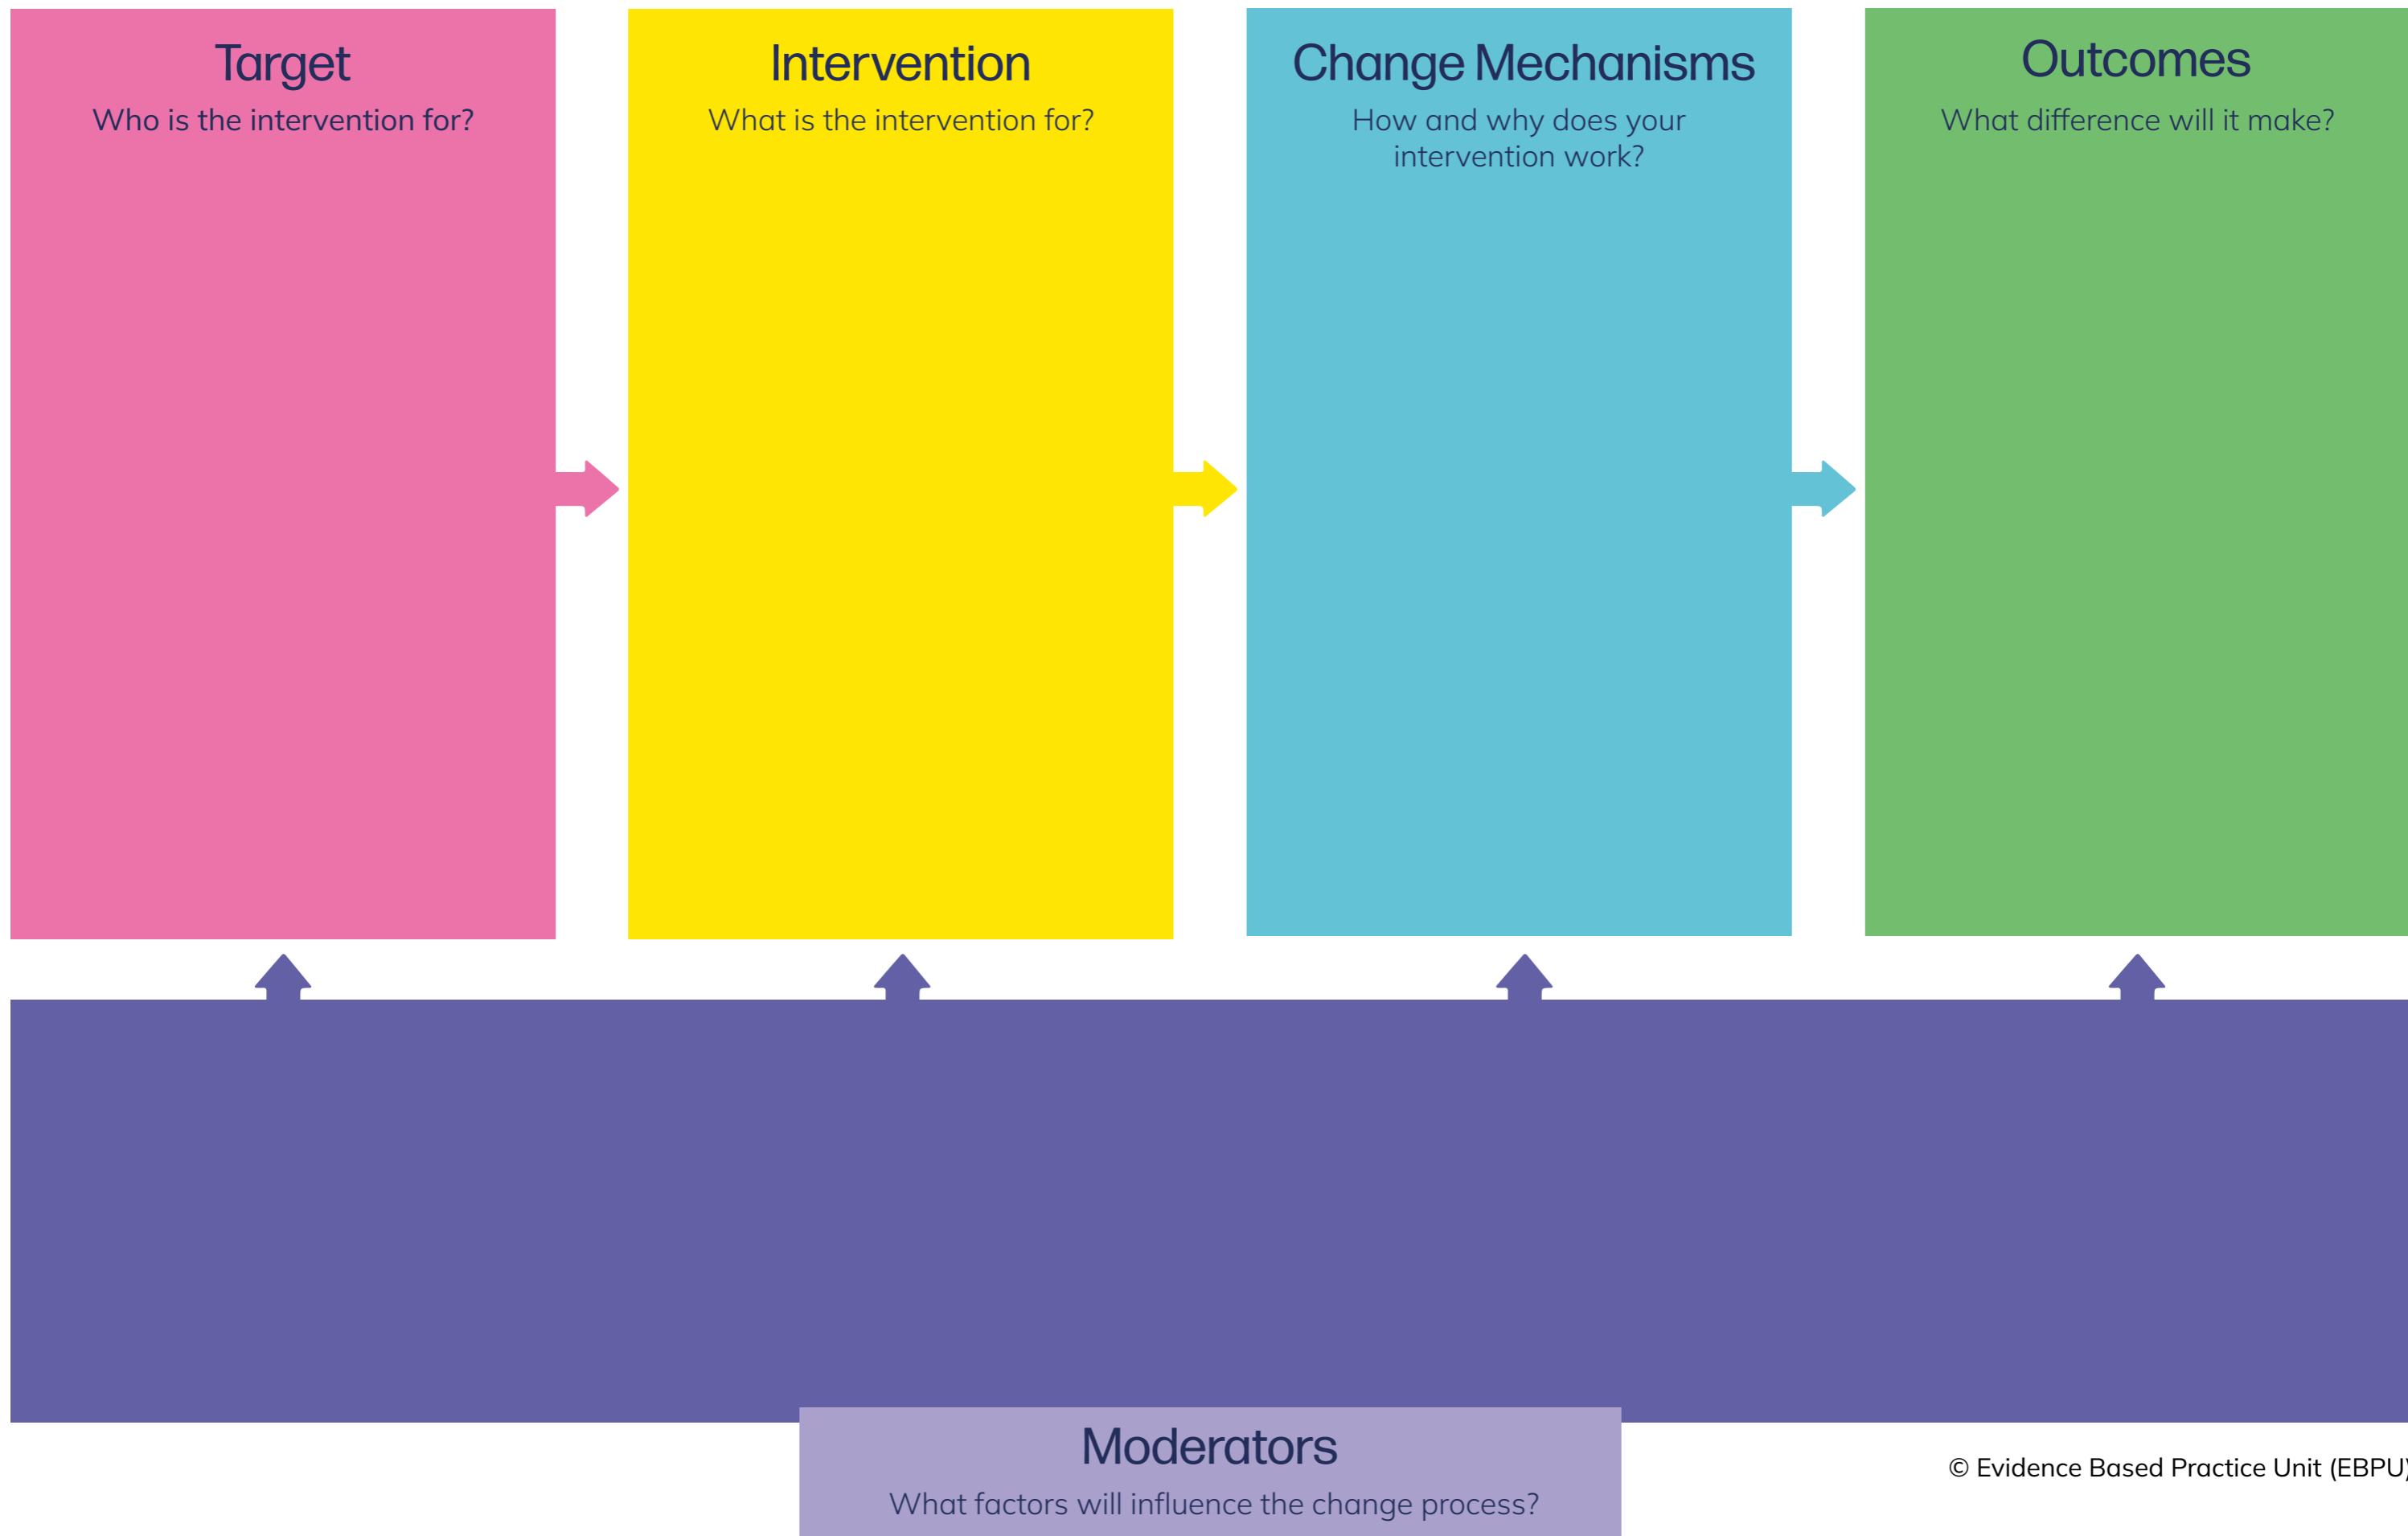 Target
Who is the intervention for?
Intervention
What is the intervention for?
Change Mechanisms
How and why does your
intervention work?
Outcomes
What difference will it make?
Moderators
What factors will influence the change process?
© Evidence Based Practice Unit (EBPU)